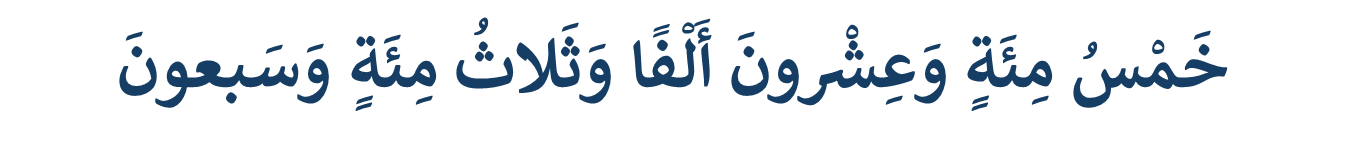 خَمْسُ مِئَةٍ وَعِشْرونَ أَلْفًا وَثَلاثُ مِئَةٍ وَسَبعونَ